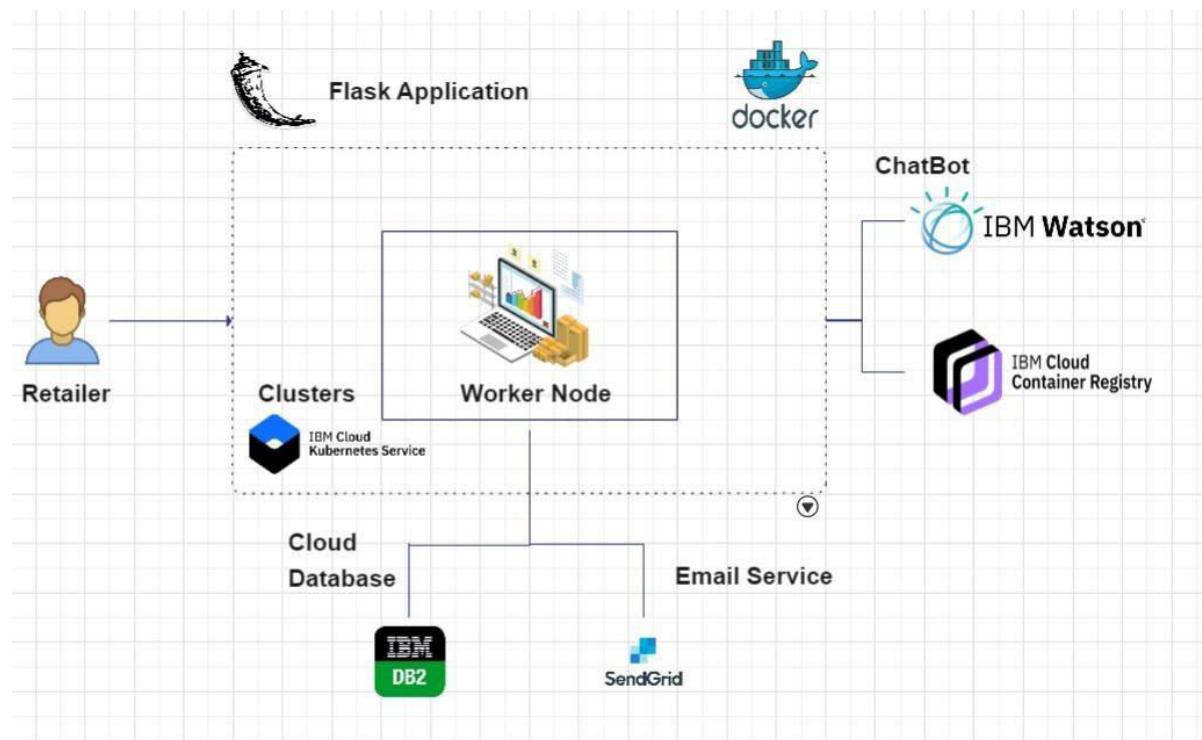 Flask Application
docker
ChatBot
IBM Watson
Retailer
Clusters
Worker Node
IBM Cloud
Container Registry
IBM Cloud
Kubernetes Service
Cloud
Database
Email Service
IBM
DB2
SendGrid